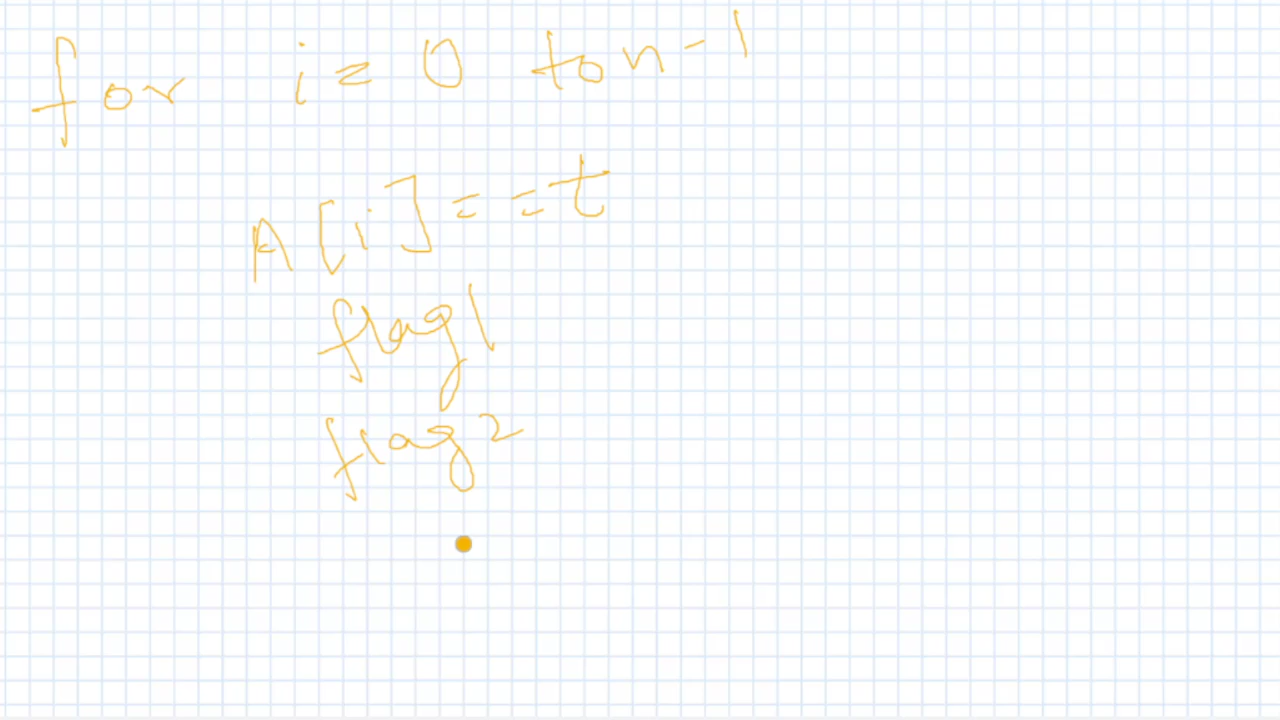 for i = 0 to n-1
A[i] == t
flag1
flag2